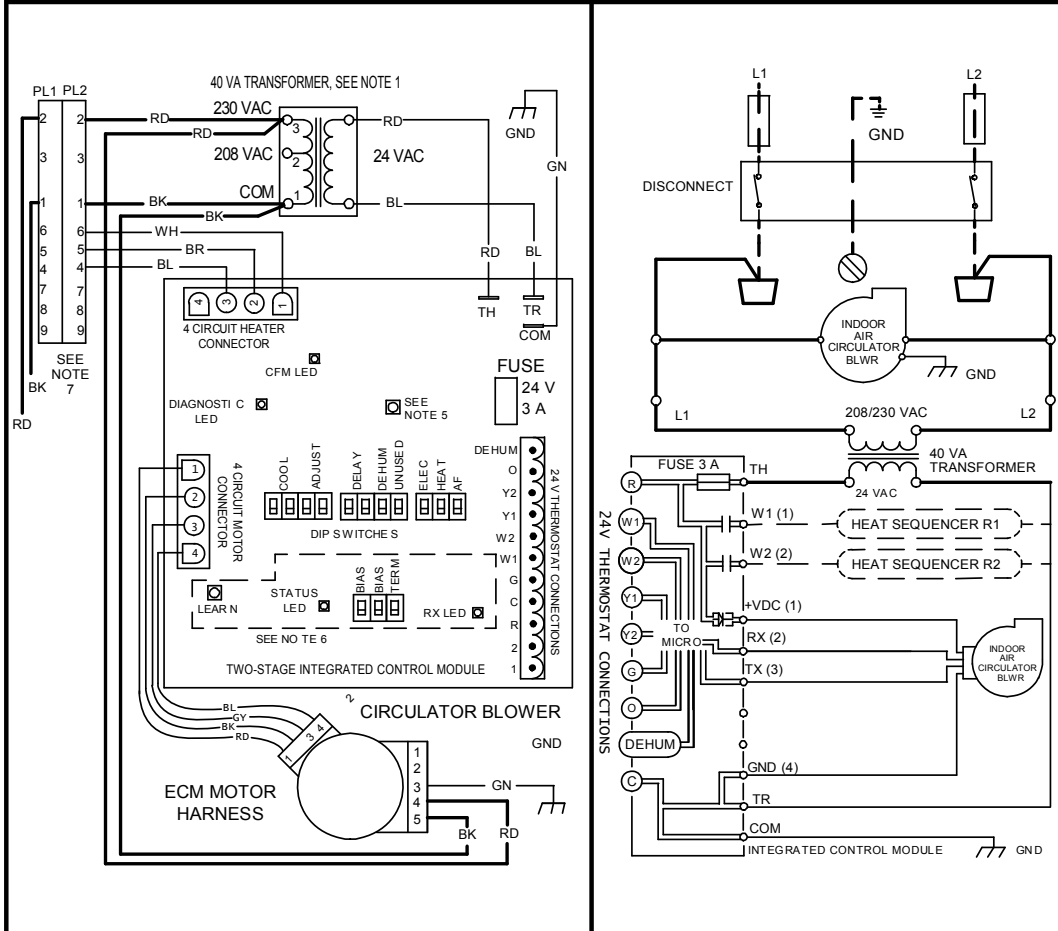 PL1 PL2
40 VA TRANSFORMER, SEE NOTE 1
2 2
3 3
1 1
6 6
5 5
4 4
7 7
8 8
9 9
SEE
NOTE
7
BK
RD
RD
RD
230 VAC
3
208 VAC
2
COM
1
24 VAC
BK
BK
WH
BR
BL
RD
BL
GND
GN
RD
BL
TH
TR
COM
4 3 2 1
4 CIRCUIT HEATER
CONNECTOR
CFM LED
DIAGNOSTI C
LED
SEE
NOTE 5
FUSE
24 V
3 A
1
2
3
4
4 CIRCUIT MOTOR
CONNECTOR
COOL
ADJUST
DELAY
DEHUM
UNUSED
ELEC
HEAT
AF
DIP SWITCHES
DEHUM
O
Y2
Y1
W2
W1
G
C
R
2
1
24 V THERMOSTAT CONNECTIONS
LEAR N
STATUS
LED
BIAS
BIAS
TERM
RX LED
SEE NO TE 6
TWO-STAGE INTEGRATED CONTROL MODULE
BL
GY
BK
RD
2
1 3 4
CIRCULATOR BLOWER
GND
ECM MOTOR
HARNESS
1
2
3
4
5
GN
BK
RD
L1
L2
GND
DISCONNECT
INDOOR
AIR
CIRCULATOR
BLWR
GND
L1
208/230 VAC
L2
40 VA
TRANSFORMER
24 VAC
FUSE 3 A
TH
R
W1
W2
Y1
Y2
G
O
DEHUM
C
24V THERMOSTAT CONNECTIONS
TO
MICRO
W1 (1)
HEAT SEQUENCER R1
W2 (2)
HEAT SEQUENCER R2
+VDC (1)
RX (2)
TX (3)
INDOOR
AIR
CIRCULATOR
BLWR
GND (4)
TR
COM
INTEGRATED CONTROL MODULE
GND